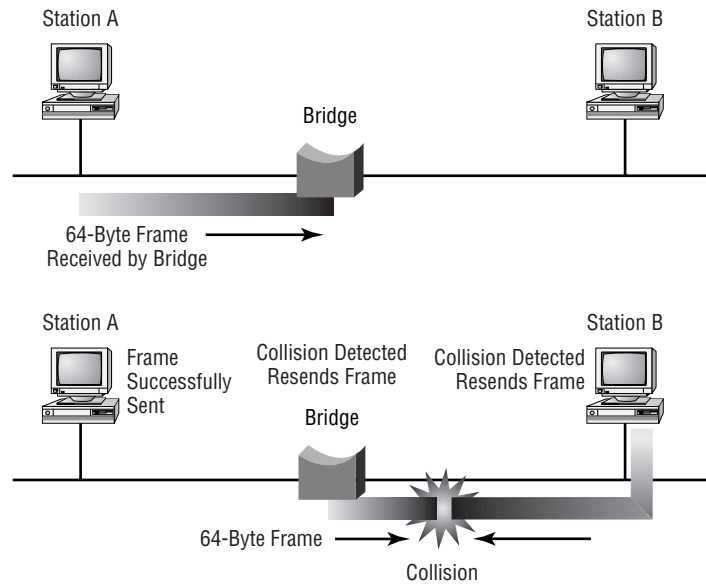 Station A
Station B
Bridge
64-Byte Frame
Received by Bridge
Station A
Station B
Frame
Successfully
Sent
Collision Detected
Resends Frame
Collision Detected
Resends Frame
Bridge
64-Byte Frame
Collision